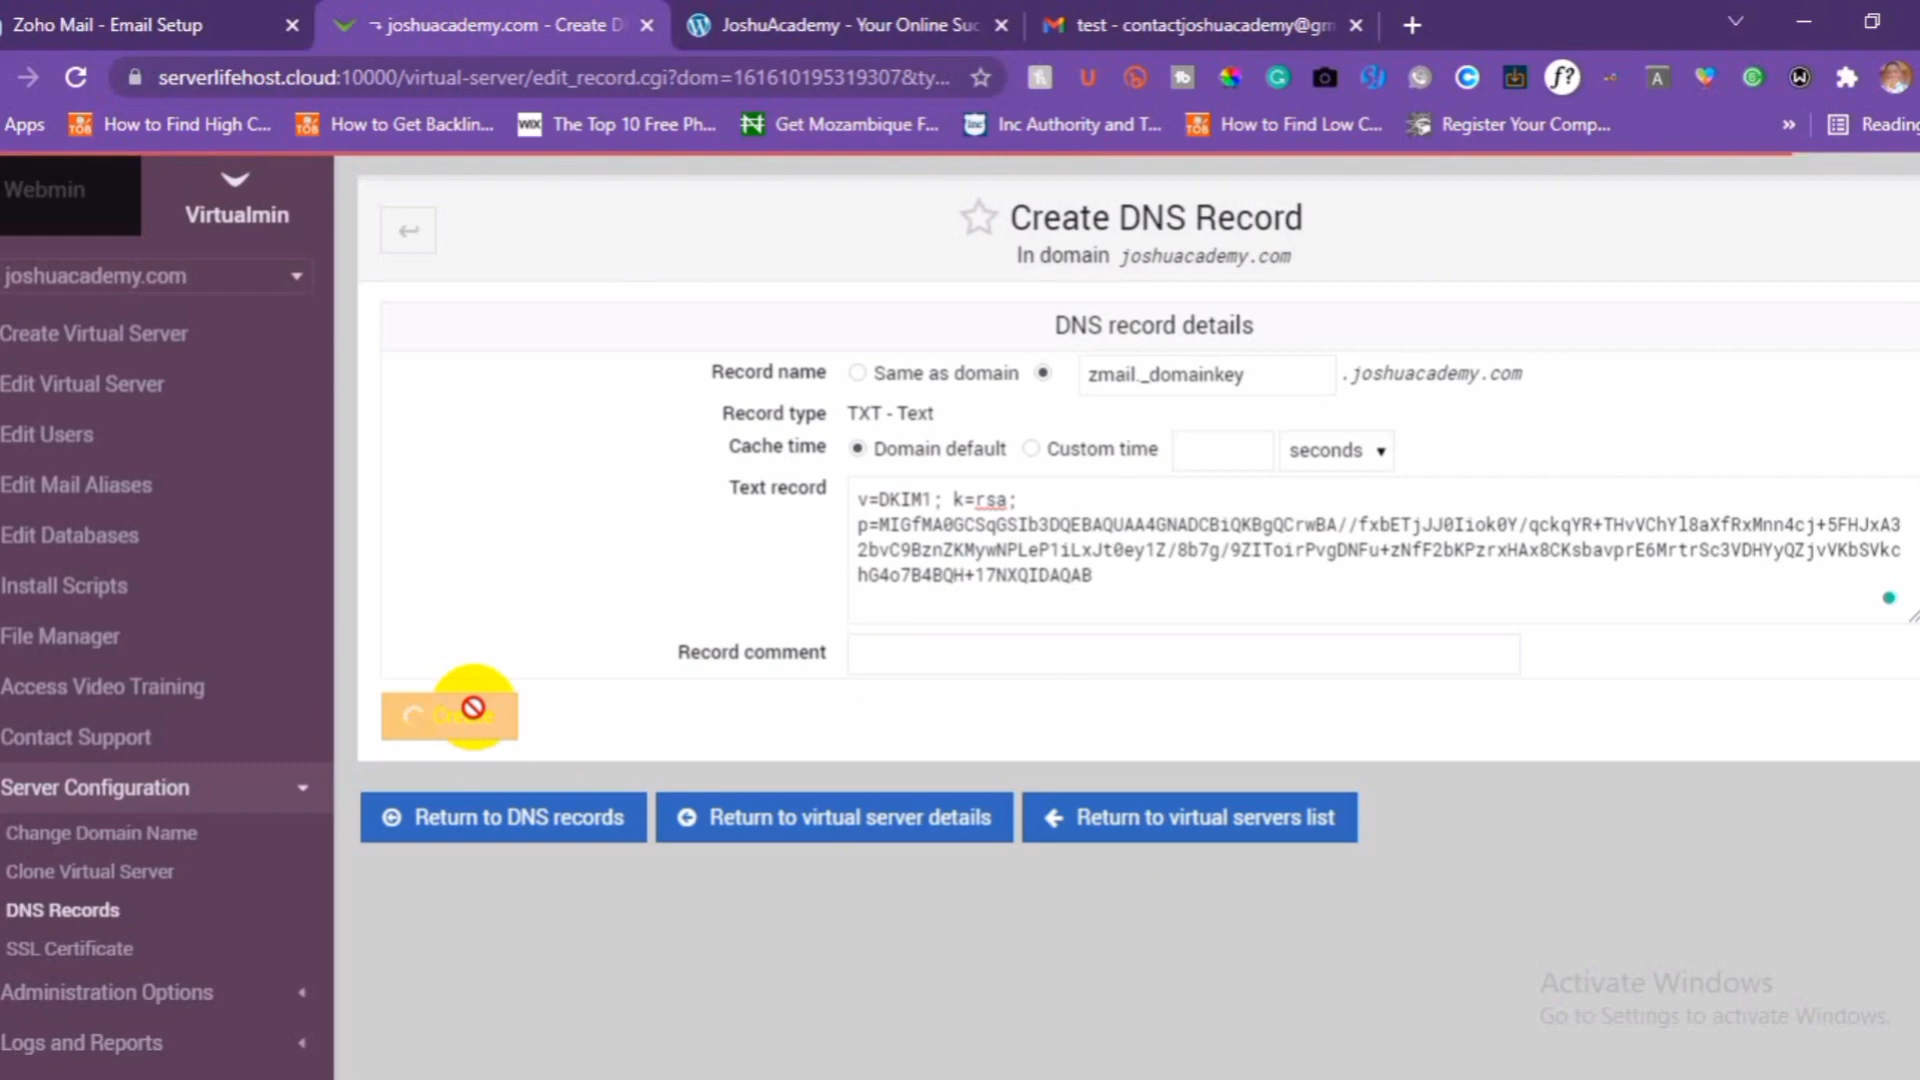 Zoho Mail - Email Setup
joshuacademy.com - Create D
JoshuAcademy - Your Online Suc
test - contactjoshuacademy@gm
serverlifehost.cloud:10000/virtual-server/edit_record.cgi?dom=161610195319307&ty...
Apps
How to Find High C...
How to Get Backlin...
WIX
The Top 10 Free Ph...
Get Mozambique F...
Inc Authority and T...
How to Find Low C...
Register Your Comp...
»
Reading
Webmin
Virtualmin
joshuacademy.com
Create Virtual Server
Edit Virtual Server
Edit Users
Edit Mail Aliases
Edit Databases
Install Scripts
File Manager
Access Video Training
Contact Support
Server Configuration
Change Domain Name
Clone Virtual Server
DNS Records
SSL Certificate
Administration Options
Logs and Reports
Create DNS Record
In domain joshuacademy.com
DNS record details
Record name Same as domain zmail._domainkey .joshuacademy.com
Record type TXT - Text
Cache time Domain default Custom time seconds
Text record
v=DKIM1; k=rsa;
p=MIGfMA0GCSqGSIb3DQEBAQUAA4GNADCBiQKBgQCrwBA//fxbETjJJ0Iiok0Y/qckqYR+THvVChYl8aXfRxMnn4cj+5FHJxA3
2bvC9BznZKMywNPLeP1iLxJt0ey1Z/8b7g/9ZIToirPvgDNFu+zNfF2bKPzrxHAx8CKsbavprE6MrtrSc3VDHYyQZjvVKbSVkc
hG4o7B4BQH+17NXQIDAQAB
Record comment
Create
Return to DNS records
Return to virtual server details
Return to virtual servers list
Activate Windows
Go to Settings to activate Windows.